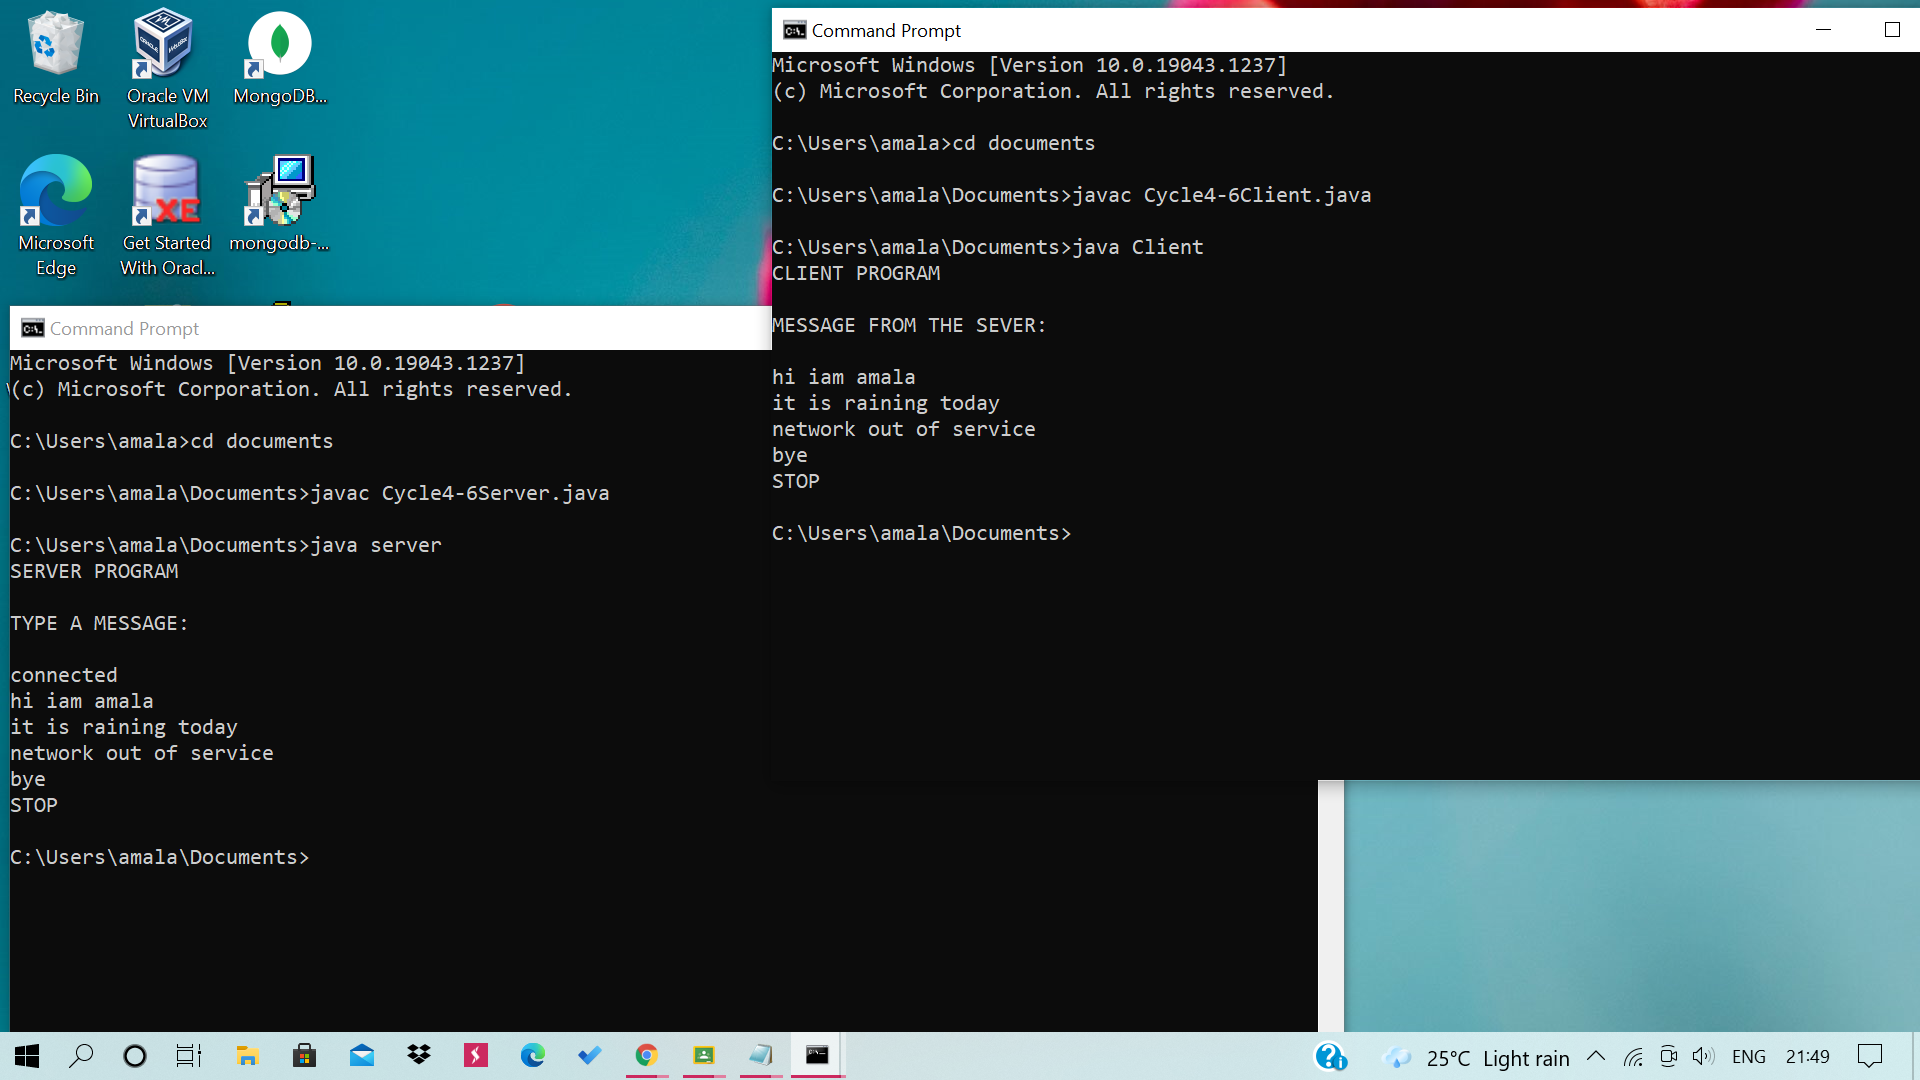 Recycle Bin
Oracle VM
VirtualBox
MongoDB...
Microsoft
Edge
Get Started
With Oracl...
mongodb-...
Command Prompt
Microsoft Windows [Version 10.0.19043.1237]
(c) Microsoft Corporation. All rights reserved.
C:\Users\amala>cd documents
C:\Users\amala\Documents>javac Cycle4-6Client.java
C:\Users\amala\Documents>java Client
CLIENT PROGRAM
MESSAGE FROM THE SEVER:
hi iam amala
it is raining today
network out of service
bye
STOP
C:\Users\amala\Documents>
Command Prompt
Microsoft Windows [Version 10.0.19043.1237]
(c) Microsoft Corporation. All rights reserved.
C:\Users\amala>cd documents
C:\Users\amala\Documents>javac Cycle4-6Server.java
C:\Users\amala\Documents>java server
SERVER PROGRAM
TYPE A MESSAGE:
connected
hi iam amala
it is raining today
network out of service
bye
STOP
C:\Users\amala\Documents>
25°C Light rain
ENG
21:49